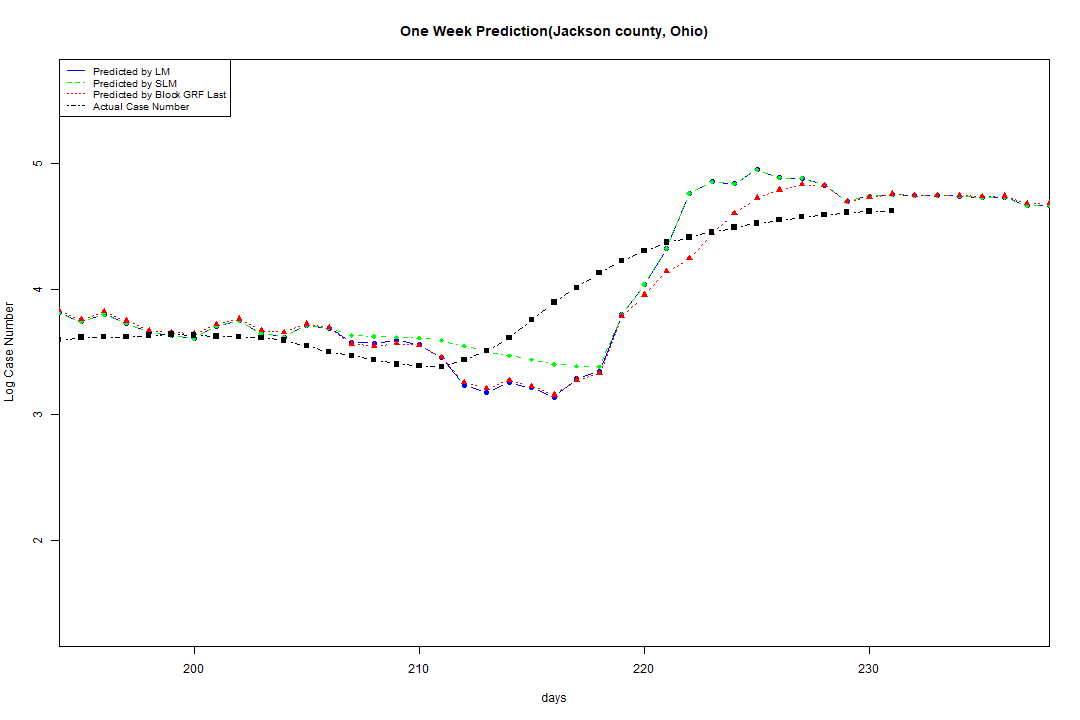 One Week Prediction(Jackson county, Ohio)
Predicted by LM
Predicted by SLM
Predicted by Block GRF Last
Actual Case Number
5
4
3
2
Log Case Number
200 210 220 230
days